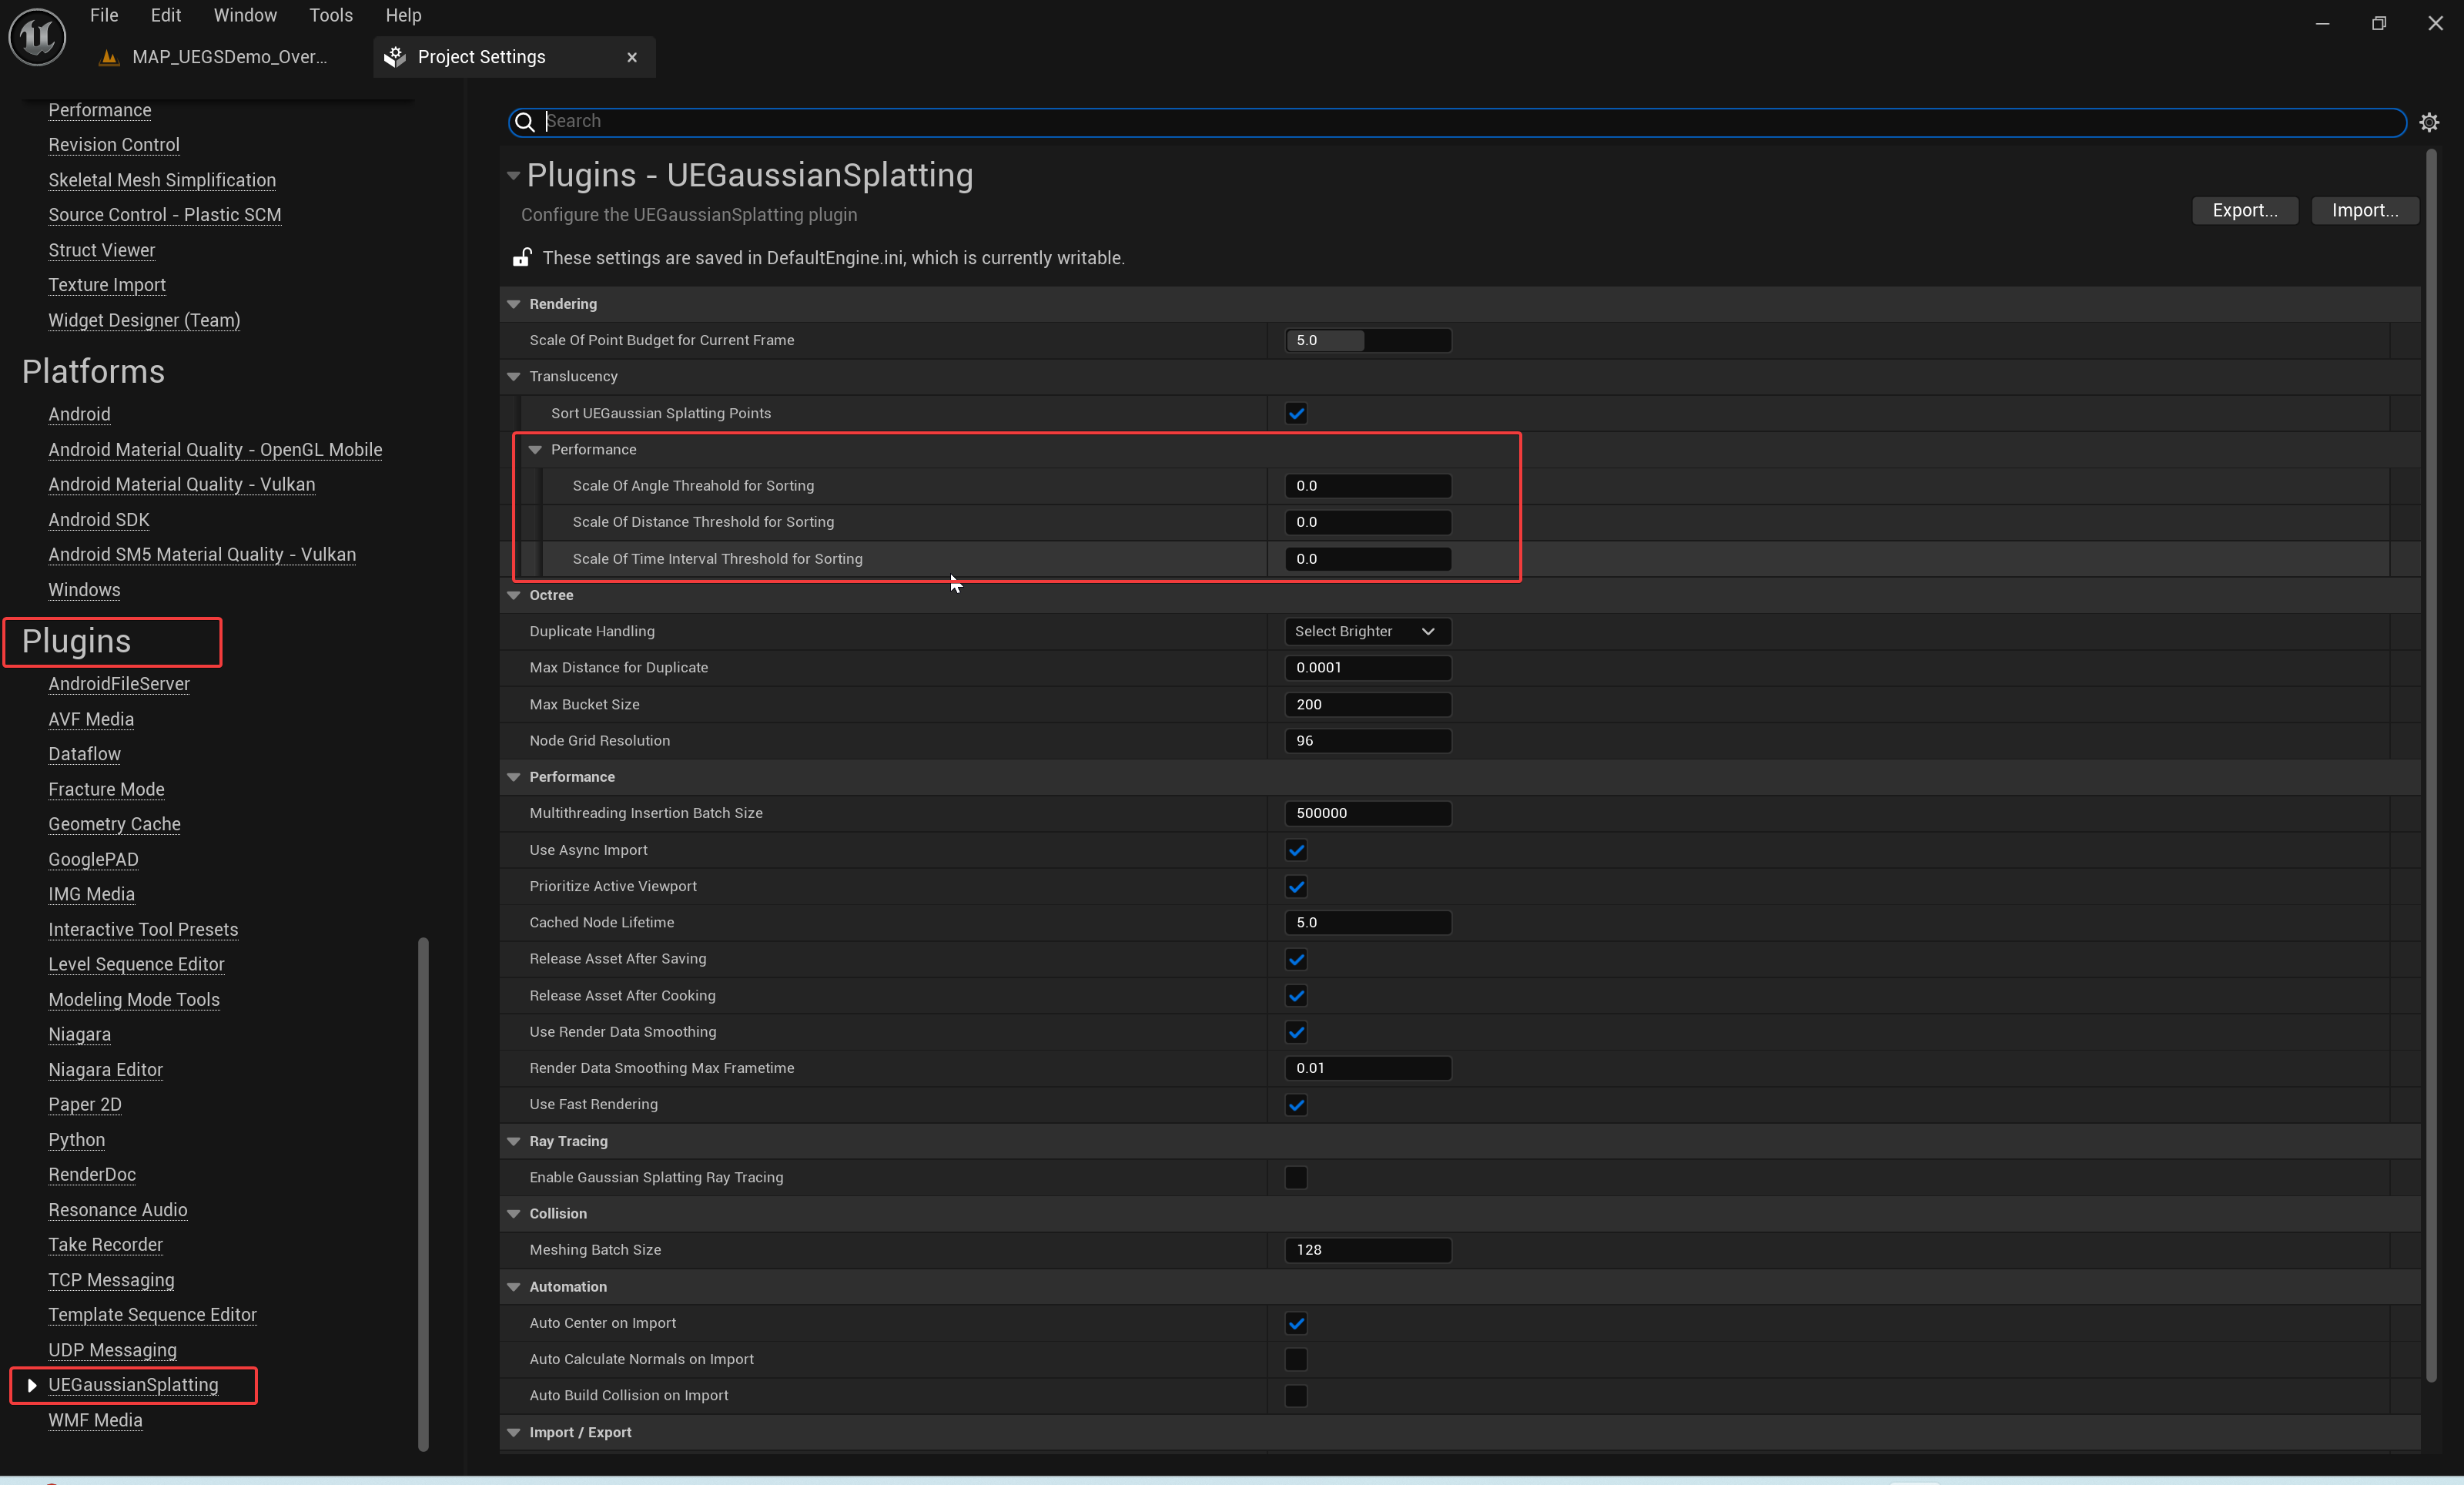 File Edit Window Tools Help
MAP_UEGSDemo_Over... Project Settings
Performance
Revision Control
Skeletal Mesh Simplification
Source Control - Plastic SCM
Struct Viewer
Texture Import
Widget Designer (Team)
Platforms
Android
Android Material Quality - OpenGL Mobile
Android Material Quality - Vulkan
Android SDK
Android SM5 Material Quality - Vulkan
Windows
Plugins
AndroidFileServer
AVF Media
Dataflow
Fracture Mode
Geometry Cache
GooglePAD
IMG Media
Interactive Tool Presets
Level Sequence Editor
Modeling Mode Tools
Niagara
Niagara Editor
Paper 2D
Python
RenderDoc
Resonance Audio
Take Recorder
TCP Messaging
Template Sequence Editor
UDP Messaging
UEGaussianSplatting
WMF Media
Search
Plugins - UEGaussianSplatting
Configure the UEGaussianSplatting plugin
Export... Import...
These settings are saved in DefaultEngine.ini, which is currently writable.
Rendering
Scale Of Point Budget for Current Frame 5.0
Translucency
Sort UEGaussian Splatting Points
Performance
Scale Of Angle Threahold for Sorting 0.0
Scale Of Distance Threshold for Sorting 0.0
Scale Of Time Interval Threshold for Sorting 0.0
Octree
Duplicate Handling Select Brighter
Max Distance for Duplicate 0.0001
Max Bucket Size 200
Node Grid Resolution 96
Performance
Multithreading Insertion Batch Size 500000
Use Async Import
Prioritize Active Viewport
Cached Node Lifetime 5.0
Release Asset After Saving
Release Asset After Cooking
Use Render Data Smoothing
Render Data Smoothing Max Frametime 0.01
Use Fast Rendering
Ray Tracing
Enable Gaussian Splatting Ray Tracing
Collision
Meshing Batch Size 128
Automation
Auto Center on Import
Auto Calculate Normals on Import
Auto Build Collision on Import
Import / Export